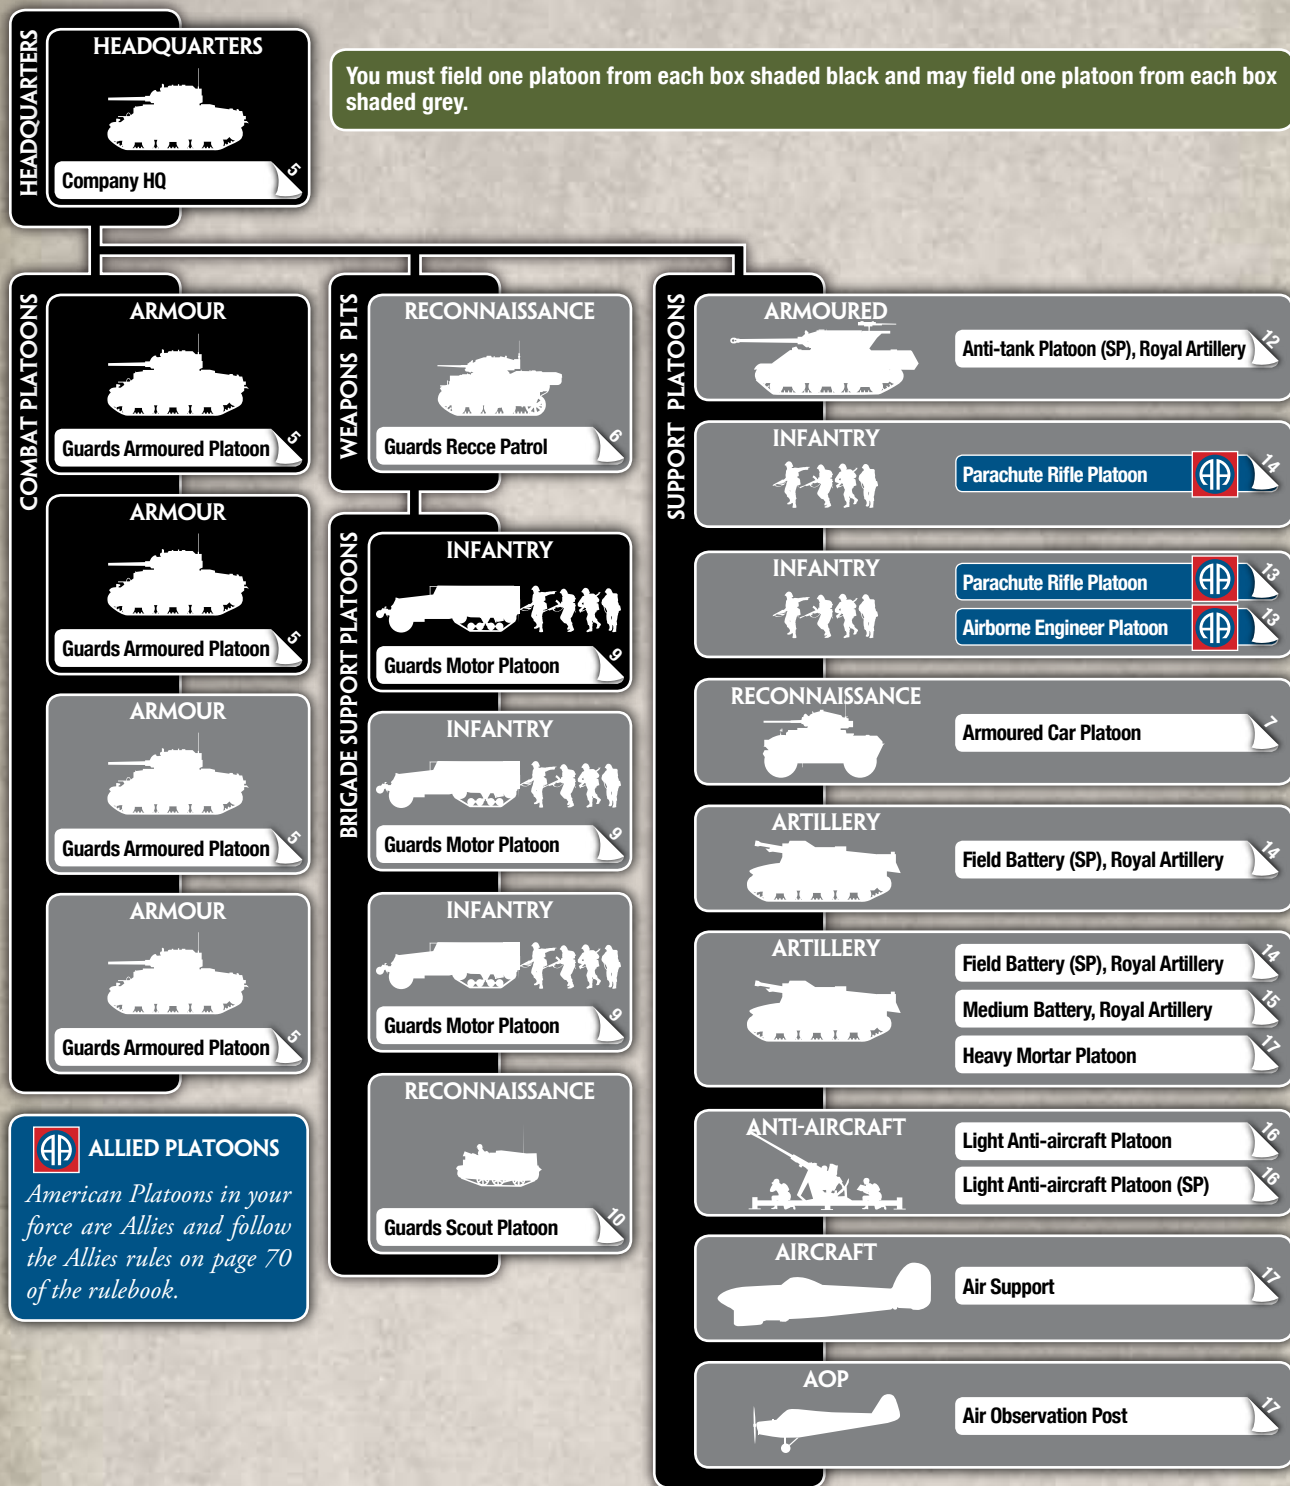 HEADQUARTERS
HEADQUARTERS
Company HQ 5
You must field one platoon from each box shaded black and may field one platoon from each box
shaded grey.
COMBAT PLATOONS
ARMOUR
Guards Armoured Platoon 5
ARMOUR
Guards Armoured Platoon 5
ARMOUR
Guards Armoured Platoon 5
ARMOUR
Guards Armoured Platoon 5
AA ALLIED PLATOONS
American Platoons in your
force are Allies and follow
the Allies rules on page 70
of the rulebook.
WEAPONS PLTS
RECONNAISSANCE
Guards Recce Patrol 6
BRIGADE SUPPORT PLATOONS
INFANTRY
Guards Motor Platoon 9
INFANTRY
Guards Motor Platoon 9
INFANTRY
Guards Motor Platoon 9
RECONNAISSANCE
Guards Scout Platoon 10
SUPPORT PLATOONS
ARMOURED
Anti-tank Platoon (SP), Royal Artillery 12
INFANTRY
Parachute Rifle Platoon AA 14
INFANTRY
Parachute Rifle Platoon AA 13
Airborne Engineer Platoon AA 13
RECONNAISSANCE
Armoured Car Platoon 7
ARTILLERY
Field Battery (SP), Royal Artillery 14
ARTILLERY
Field Battery (SP), Royal Artillery 14
Medium Battery, Royal Artillery 15
Heavy Mortar Platoon 17
ANTI-AIRCRAFT
Light Anti-aircraft Platoon 16
Light Anti-aircraft Platoon (SP) 16
AIRCRAFT
Air Support 17
AOP
Air Observation Post 17